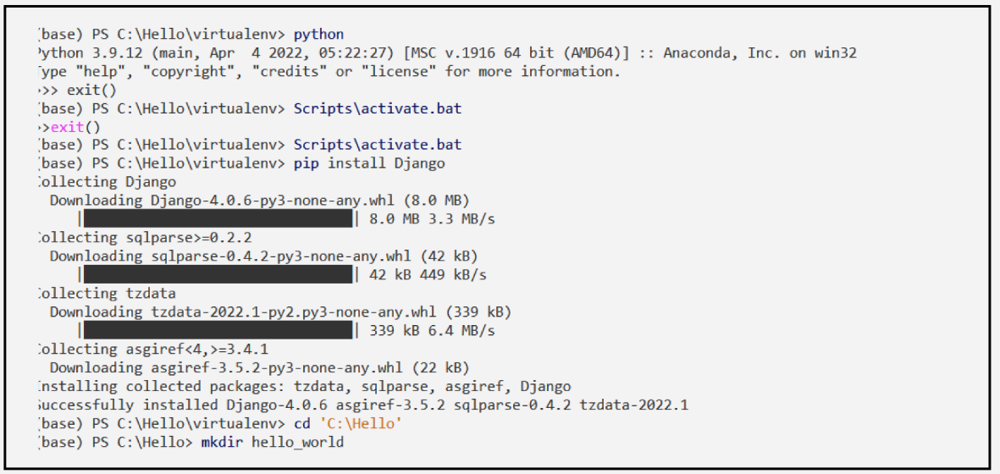 (base) PS C:\Hello\virtualenv> python
Python 3.9.12 (main, Apr  4 2022, 05:22:27) [MSC v.1916 64 bit (AMD64)] :: Anaconda, Inc. on win32
Type "help", "copyright", "credits" or "license" for more information.
>>> exit()
(base) PS C:\Hello\virtualenv> Scripts\activate.bat
>>exit()
(base) PS C:\Hello\virtualenv> Scripts\activate.bat
(base) PS C:\Hello\virtualenv> pip install Django
Collecting Django
  Downloading Django-4.0.6-py3-none-any.whl (8.0 MB)
     |████████████████████████████████| 8.0 MB 3.3 MB/s
Collecting sqlparse>=0.2.2
  Downloading sqlparse-0.4.2-py3-none-any.whl (42 kB)
     |████████████████████████████████| 42 kB 449 kB/s
Collecting tzdata
  Downloading tzdata-2022.1-py2.py3-none-any.whl (339 kB)
     |████████████████████████████████| 339 kB 6.4 MB/s
Collecting asgiref<4,>=3.4.1
  Downloading asgiref-3.5.2-py3-none-any.whl (22 kB)
Installing collected packages: tzdata, sqlparse, asgiref, Django
Successfully installed Django-4.0.6 asgiref-3.5.2 sqlparse-0.4.2 tzdata-2022.1
(base) PS C:\Hello\virtualenv> cd 'C:\Hello'
(base) PS C:\Hello> mkdir hello_world